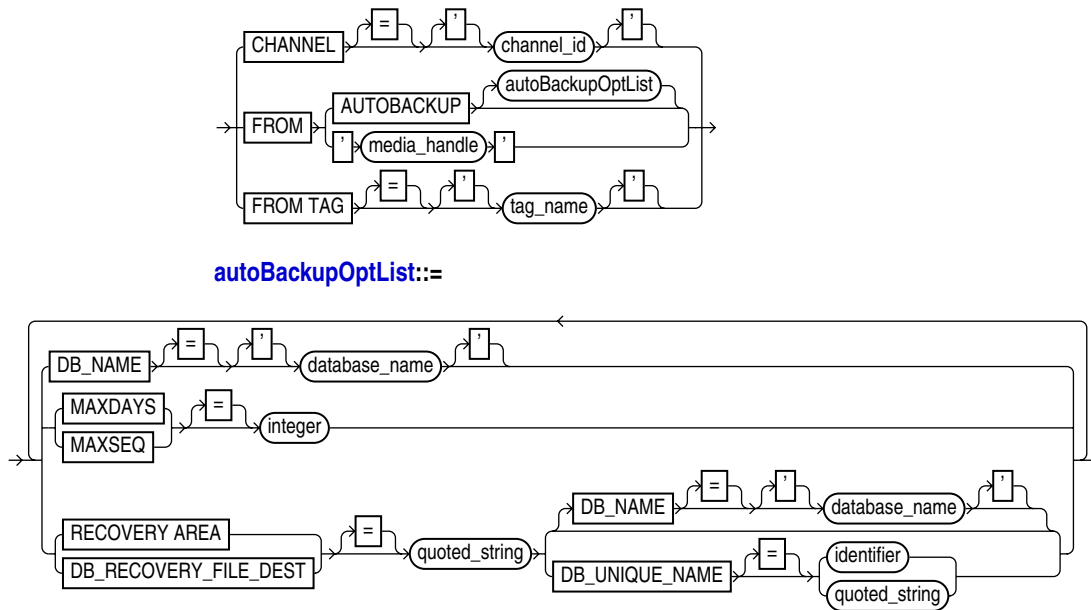 CHANNEL = ' channel_id '
FROM AUTOBACKUP autoBackupOptList
' media_handle '
FROM TAG = ' tag_name '
autoBackupOptList::=
DB_NAME = ' database_name '
MAXDAYS
MAXSEQ = integer
RECOVERY AREA
DB_RECOVERY_FILE_DEST = quoted_string
DB_NAME = ' database_name '
DB_UNIQUE_NAME = identifier
quoted_string